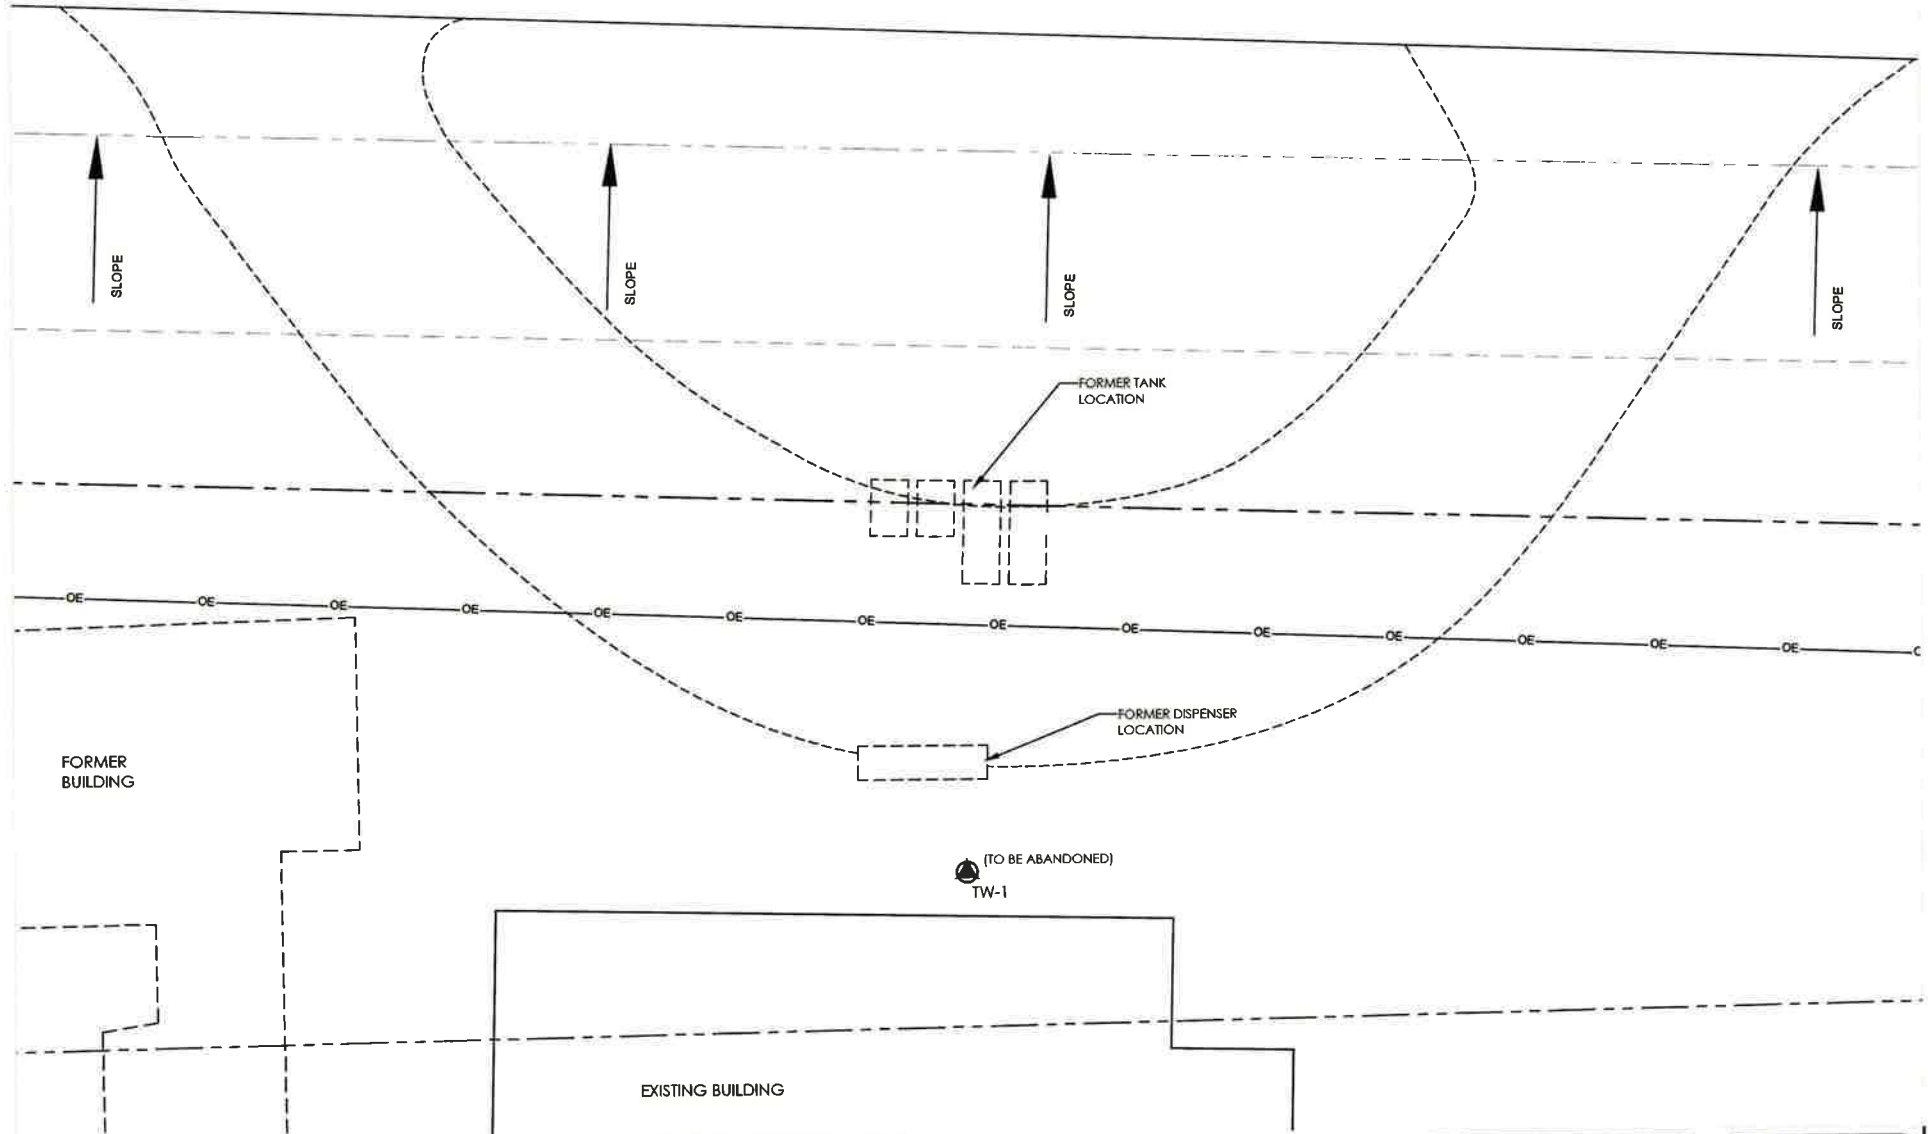 SLOPE
SLOPE
SLOPE
SLOPE
FORMER TANK
LOCATION
OE OE OE OE OE OE OE OE OE OE OE OE OE OE
FORMER DISPENSER
LOCATION
FORMER
BUILDING
(TO BE ABANDONED)
TW-1
EXISTING BUILDING